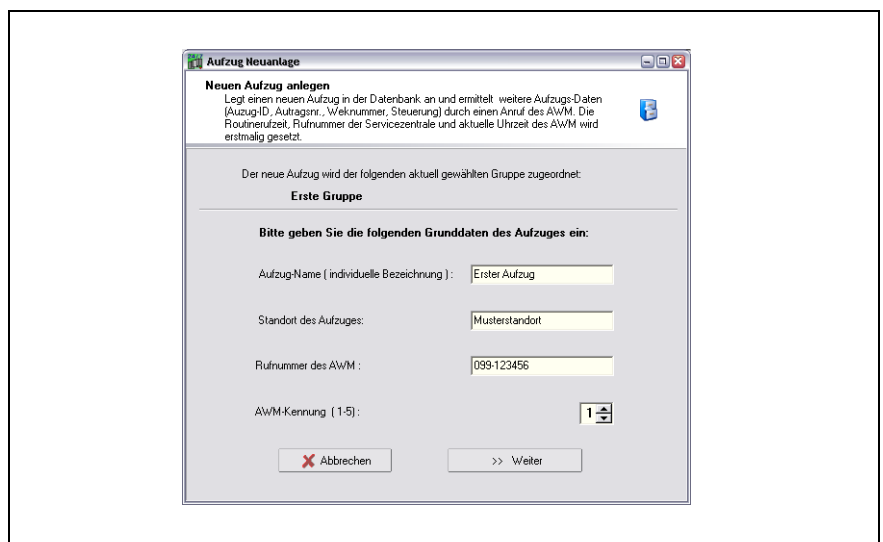 Aufzug Neuanlage
Neuen Aufzug anlegen
Legt einen neuen Aufzug in der Datenbank an und ermittelt weitere Aufzugs-Daten
(Auzug-ID, Autragsnr., Weknummer, Steuerung) durch einen Anruf des AWM. Die
Routinerufzeit, Rufnummer der Servicezentrale und aktuelle Uhrzeit des AWM wird
erstmalig gesetzt.
Der neue Aufzug wird der folgenden aktuell gewählten Gruppe zugeordnet:
Erste Gruppe
Bitte geben Sie die folgenden Grunddaten des Aufzuges ein:
Aufzug-Name ( individuelle Bezeichnung ) : Erster Aufzug
Standort des Aufzuges: Musterstandort
Rufnummer des AWM : 099-123456
AWM-Kennung ( 1-5) : 1
Abbrechen >> Weiter